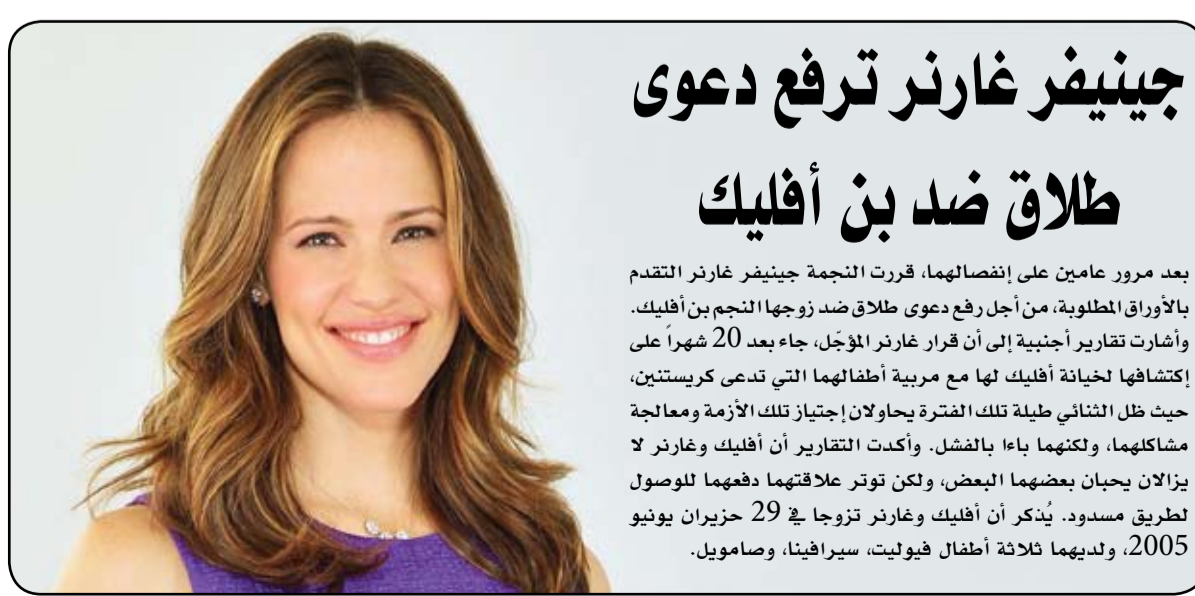 جينيفر غارنر ترفع دعوى
طلاق ضد بن أفليك
بعد مرور عامين على إنفصالهما، قررت النجمة جينيفر غارنر التقدم
بالأوراق المطلوبة، من أجل رفع دعوى طلاق ضد زوجها النجم بن أفليك.
وأشارت تقارير أجنبية إلى أن قرار غارنر المؤجّل، جاء بعد 20 شهراً على
إكتشافها لخيانة أفليك لها مع مربية أطفالهما التي تدعى كريستنين،
حيث ظل الثنائي طيلة تلك الفترة يحاولان إجتياز تلك الأزمة ومعالجة
مشاكلهما، ولكنهما باءا بالفشل. وأكدت التقارير أن أفليك وغارنر لا
يزالان يحبان بعضهما البعض، ولكن توتر علاقتهما دفعهما للوصول
لطريق مسدود. يُذكر أن أفليك وغارنر تزوجا في 29 حزيران يونيو
2005، ولديهما ثلاثة أطفال فيوليت، سيرافينا، وصامويل.